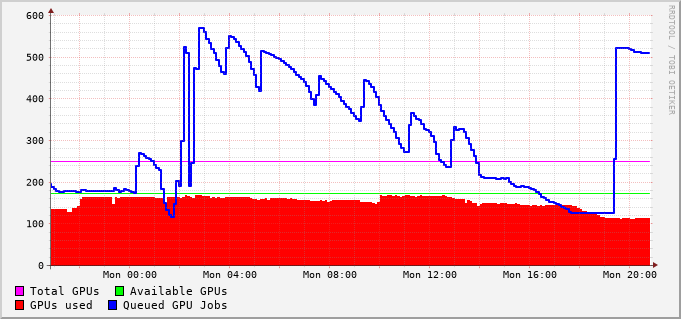 600
500
400
300
200
100
0
Mon 00:00 Mon 04:00 Mon 08:00 Mon 12:00 Mon 16:00 Mon 20:00
Total GPUs Available GPUs
GPUs used Queued GPU Jobs
RRDTOOL / TOBI OETIKER